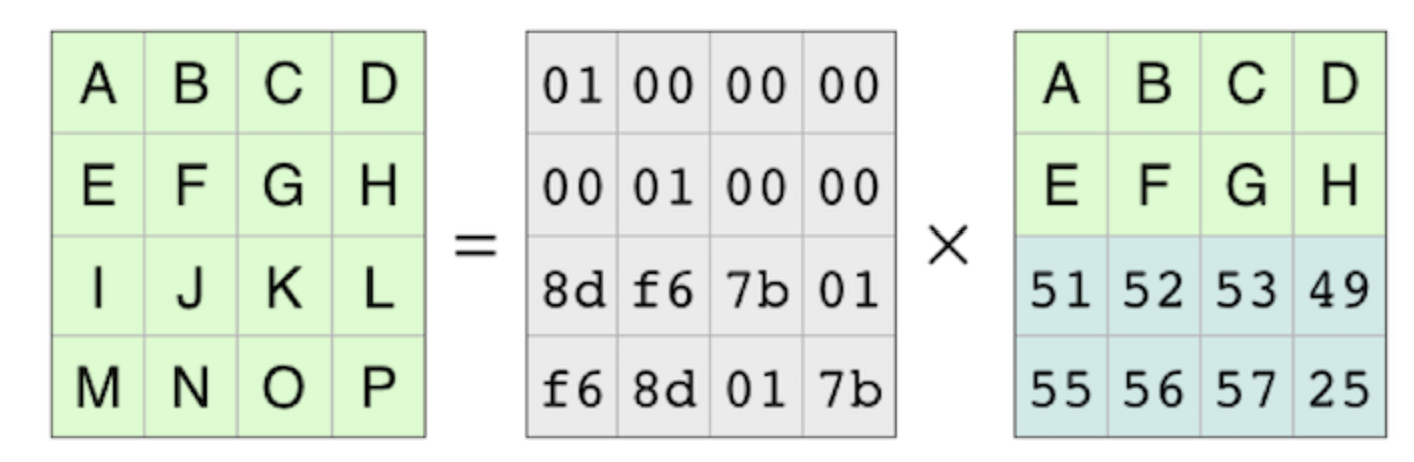 A B C D 01 00 00 00 A B C D
E F G H 00 01 00 00 E F G H
= ×
I J K L 8d f6 7b 01 51 52 53 49
M N O P f6 8d 01 7b 55 56 57 25